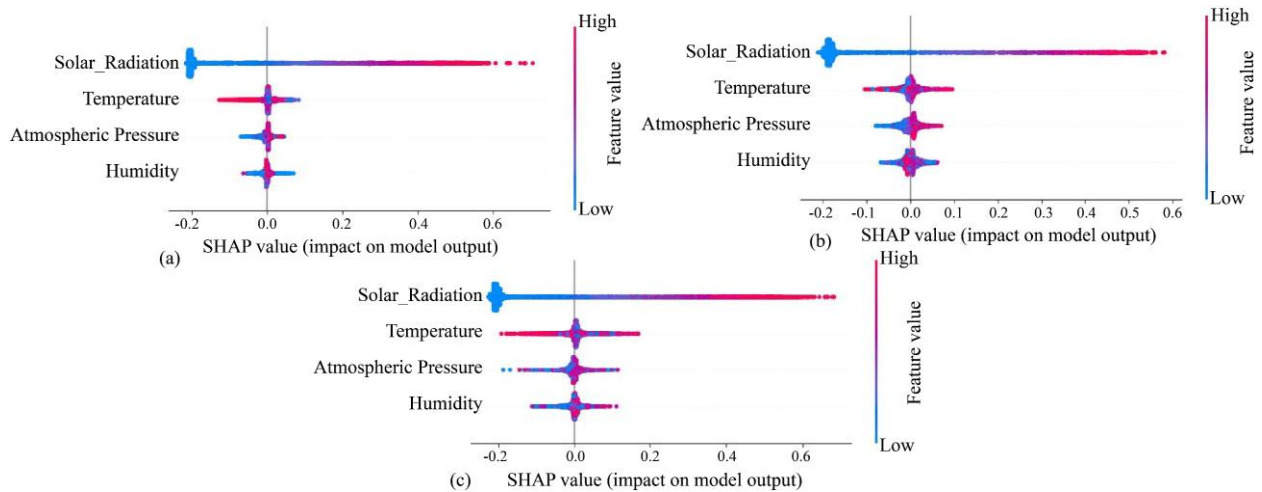 High
Solar_Radiation
Temperature
Atmospheric Pressure
Humidity
Feature value
Low
-0.2 0.0 0.2 0.4 0.6
SHAP value (impact on model output)
(a)
High
Solar_Radiation
Temperature
Atmospheric Pressure
Humidity
Feature value
Low
-0.2 -0.1 0.0 0.1 0.2 0.3 0.4 0.5 0.6
SHAP value (impact on model output)
(b)
High
Solar_Radiation
Temperature
Atmospheric Pressure
Humidity
Feature value
Low
-0.2 0.0 0.2 0.4 0.6
SHAP value (impact on model output)
(c)